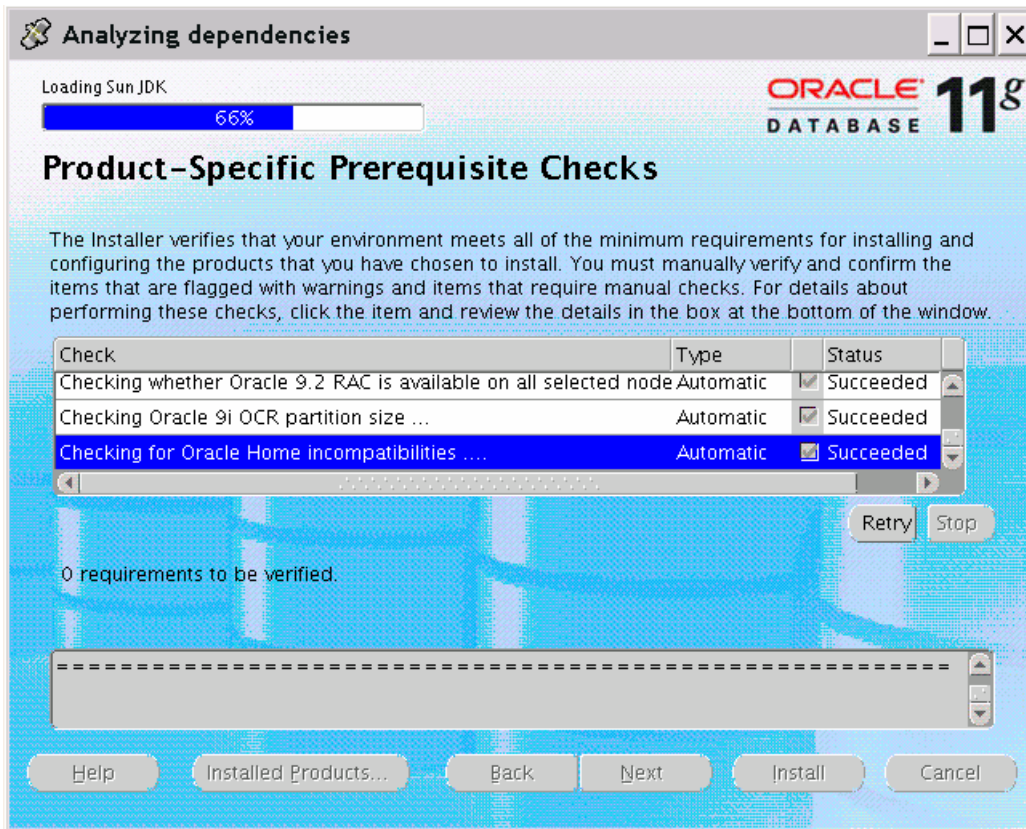 Analyzing dependencies
Loading Sun JDK
66%
ORACLE 11g
DATABASE
Product-Specific Prerequisite Checks
The Installer verifies that your environment meets all of the minimum requirements for installing and
configuring the products that you have chosen to install. You must manually verify and confirm the
items that are flagged with warnings and items that require manual checks. For details about
performing these checks, click the item and review the details in the box at the bottom of the window.
Check Type Status
Checking whether Oracle 9.2 RAC is available on all selected node Automatic Succeeded
Checking Oracle 9i OCR partition size ... Automatic Succeeded
Checking for Oracle Home incompatibilities .... Automatic Succeeded
Retry Stop
0 requirements to be verified.
========================================================
Help Installed Products... Back Next Install Cancel